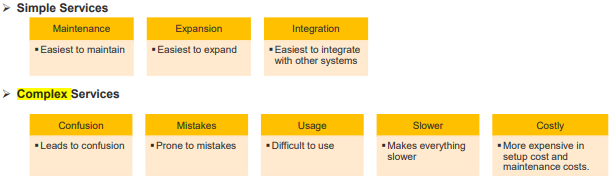 ➢ Simple Services
Maintenance
▪ Easiest to maintain
Expansion
▪ Easiest to expand
Integration
▪ Easiest to integrate
with other systems
➢ Complex Services
Confusion
▪ Leads to confusion
Mistakes
▪ Prone to mistakes
Usage
▪ Difficult to use
Slower
▪ Makes everything
slower
Costly
▪ More expensive in
setup cost and
maintenance costs.